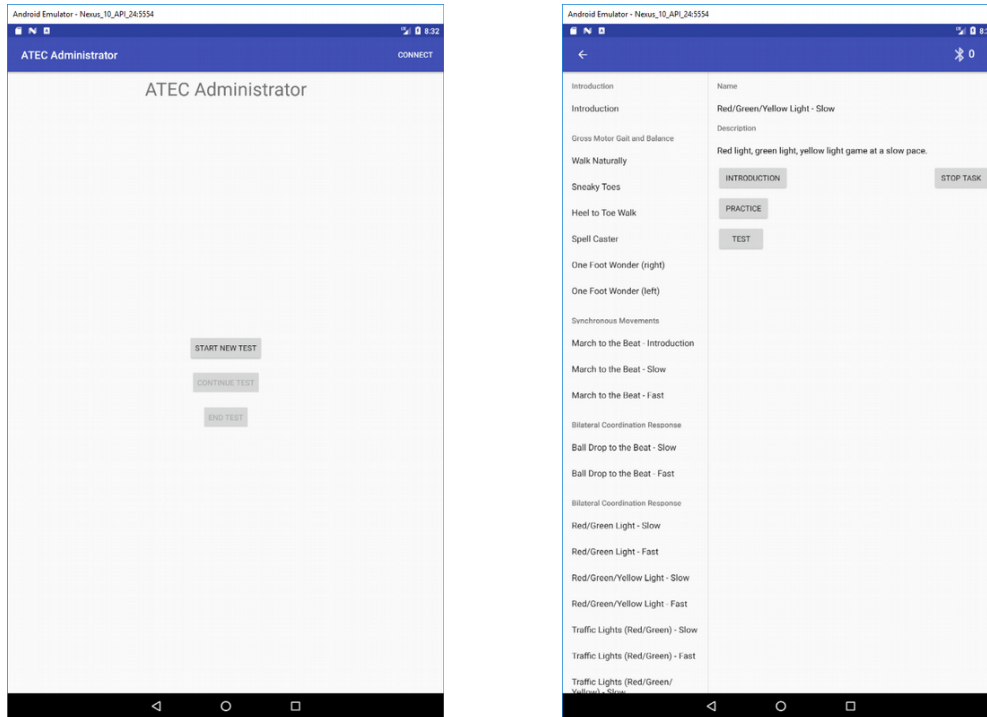 Android Emulator - Nexus_10_API_24:5554
8:32
ATEC Administrator
CONNECT
ATEC Administrator
START NEW TEST
CONTINUE TEST
END TEST
Android Emulator - Nexus_10_API_24:5554
0
Introduction
Introduction
Gross Motor Gait and Balance
Walk Naturally
Sneaky Toes
Heel to Toe Walk
Spell Caster
One Foot Wonder (right)
One Foot Wonder (left)
Synchronous Movements
March to the Beat - Introduction
March to the Beat - Slow
March to the Beat - Fast
Bilateral Coordination Response
Ball Drop to the Beat - Slow
Ball Drop to the Beat - Fast
Bilateral Coordination Response
Red/Green Light - Slow
Red/Green Light - Fast
Red/Green/Yellow Light - Slow
Red/Green/Yellow Light - Fast
Traffic Lights (Red/Green) - Slow
Traffic Lights (Red/Green) - Fast
Traffic Lights (Red/Green/
Yellow) - Slow
Name
Red/Green/Yellow Light - Slow
Description
Red light, green light, yellow light game at a slow pace.
INTRODUCTION
STOP TASK
PRACTICE
TEST